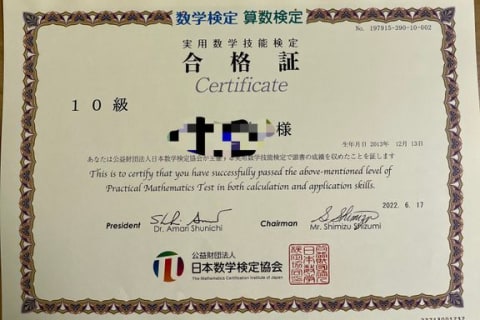 数学検定 算数検定
No. 197915-390-10-002
実用数学技能検定
合格証
Certificate
10級
様
生年月日 2013年 12月 13日
あなたは公益財団法人日本数学検定協会が主催する実用数学技能検定で頭書の成績を収めたことを証します
This is to certify that you have successfully passed the above-mentioned level of
Practical Mathematics Test in both calculation and application skills.
2022. 6. 17
President Chairman
Dr. Amari Shunichi Mr. Shimizu Shizumi
公益財団法人
日本数学検定協会
The Mathematics Certification Institute of Japan